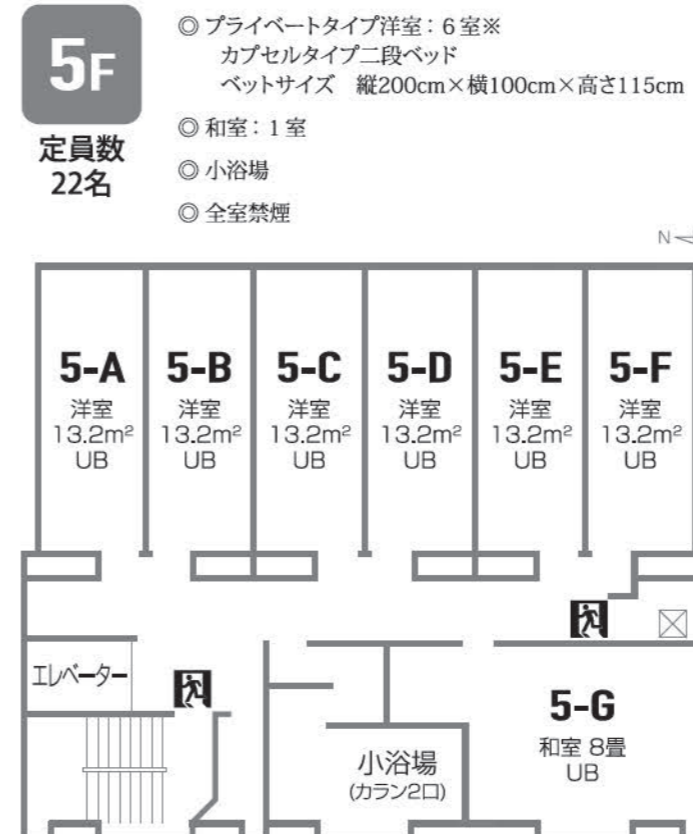 5F
定員数
22名
◎ プライベートタイプ洋室：6室※
カプセルタイプ二段ベッド
ベットサイズ　縦200cm×横100cm×高さ115cm
◎ 和室：1室
◎ 小浴場
◎ 全室禁煙
N
5-A
洋室
13.2m²
UB
5-B
洋室
13.2m²
UB
5-C
洋室
13.2m²
UB
5-D
洋室
13.2m²
UB
5-E
洋室
13.2m²
UB
5-F
洋室
13.2m²
UB
エレベーター
小浴場
(カラン2口)
5-G
和室 8畳
UB